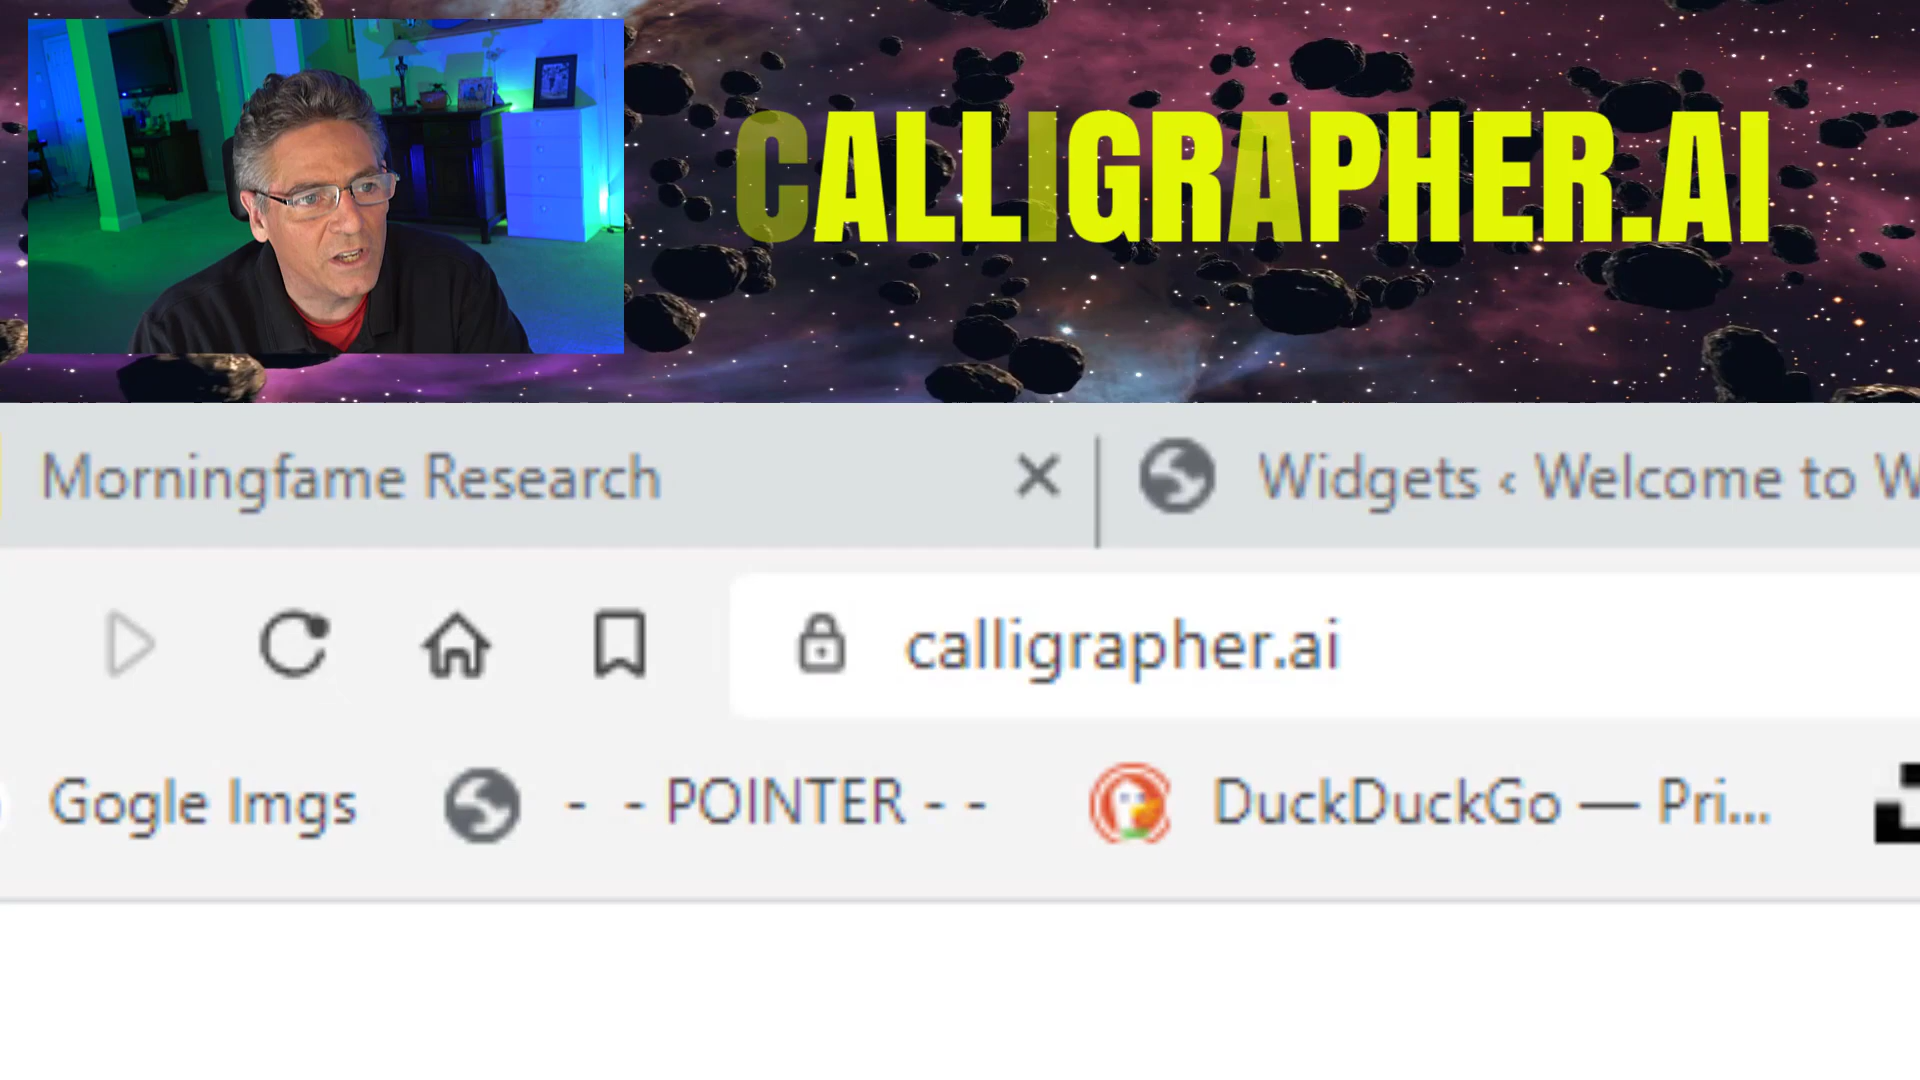 CALLIGRAPHER.AI
Morningfame Research
Widgets ‹ Welcome to W
calligrapher.ai
Gogle Imgs
- - POINTER - -
DuckDuckGo — Pri...